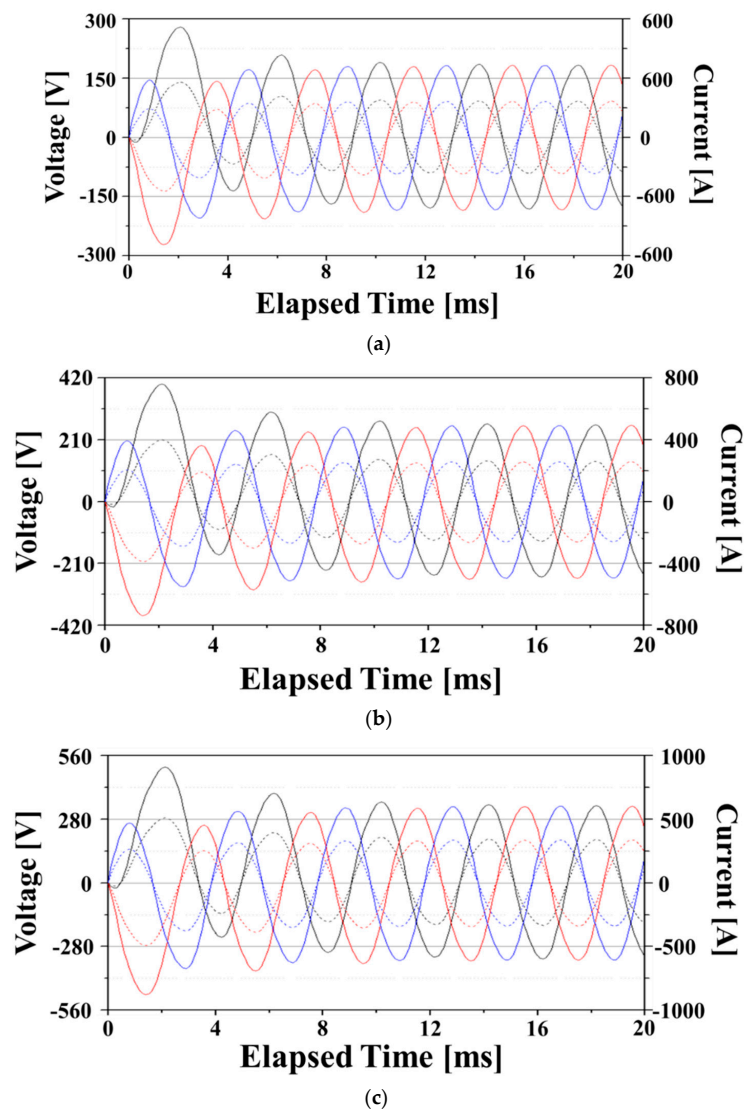 300
150
0
-150
-300
Voltage [V]
600
600
0
-600
-600
Current [A]
0 4 8 12 16 20
Elapsed Time [ms]
(a)
420
210
0
-210
-420
Voltage [V]
800
400
0
-400
-800
Current [A]
0 4 8 12 16 20
Elapsed Time [ms]
(b)
560
280
0
-280
-560
Voltage [V]
1000
500
0
-500
-1000
Current [A]
0 4 8 12 16 20
Elapsed Time [ms]
(c)